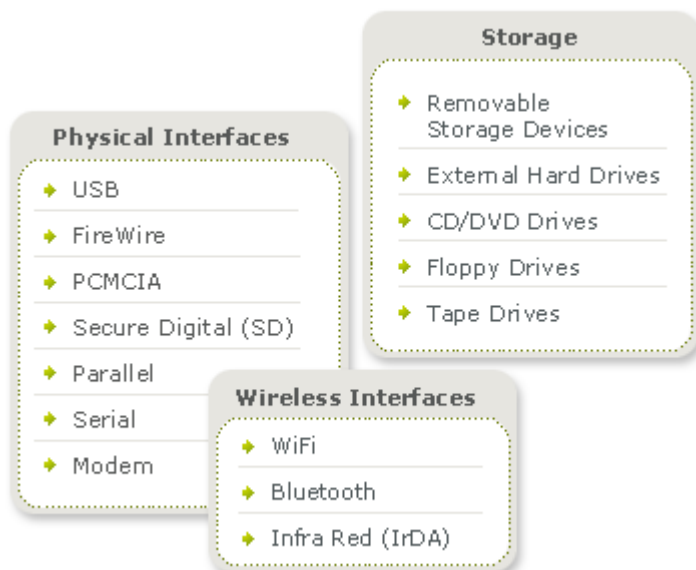 Storage
Removable
Storage Devices
External Hard Drives
CD/DVD Drives
Floppy Drives
Tape Drives
Physical Interfaces
USB
FireWire
PCMCIA
Secure Digital (SD)
Parallel
Serial
Modem
Wireless Interfaces
WiFi
Bluetooth
Infra Red (IrDA)